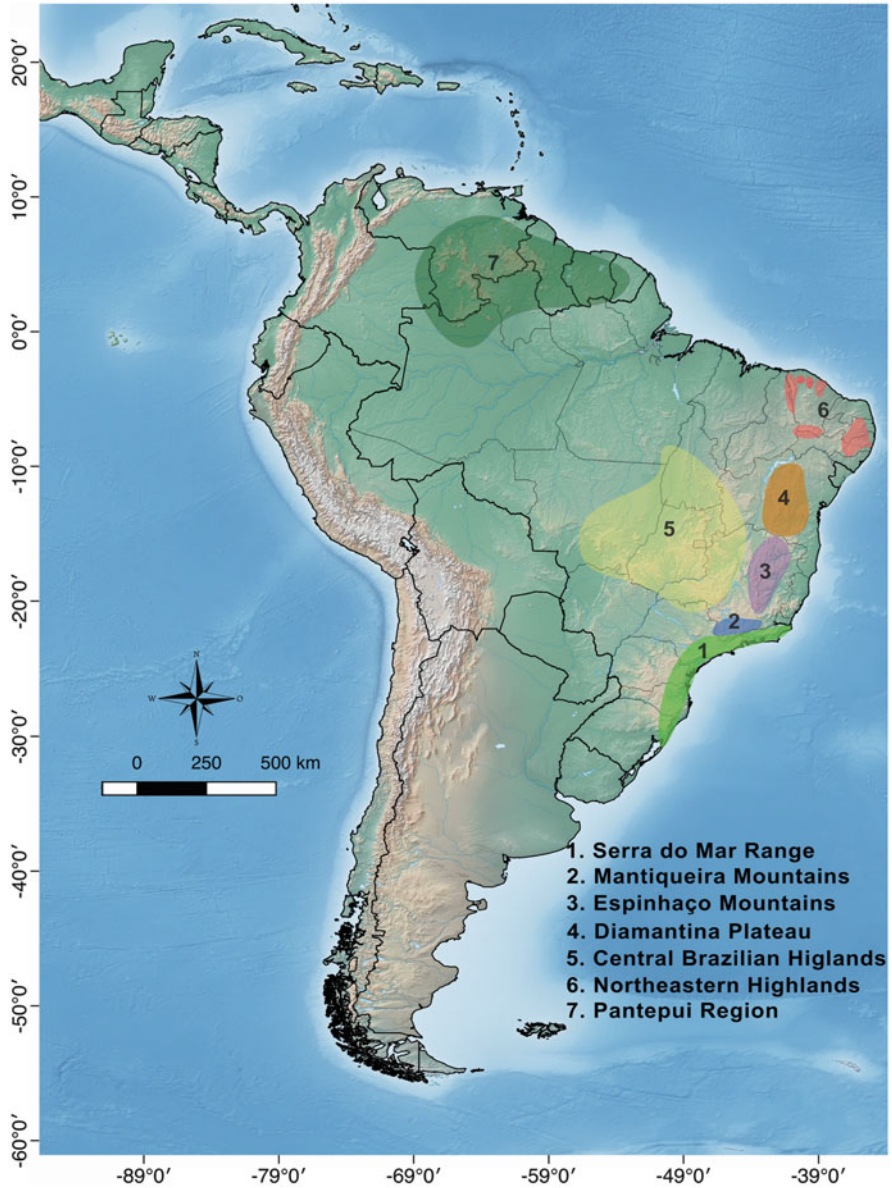 20°0'
10°0'
0°0'
-10°0'
-20°0'
-30°0'
-40°0'
-50°0'
-60°0'
7
6
4
5
3
2
1
N
W
O
S
0 250 500 km
1. Serra do Mar Range
2. Mantiqueira Mountains
3. Espinhaço Mountains
4. Diamantina Plateau
5. Central Brazilian Higlands
6. Northeastern Highlands
7. Pantepui Region
-89°0' -79°0' -69°0' -59°0' -49°0' -39°0'